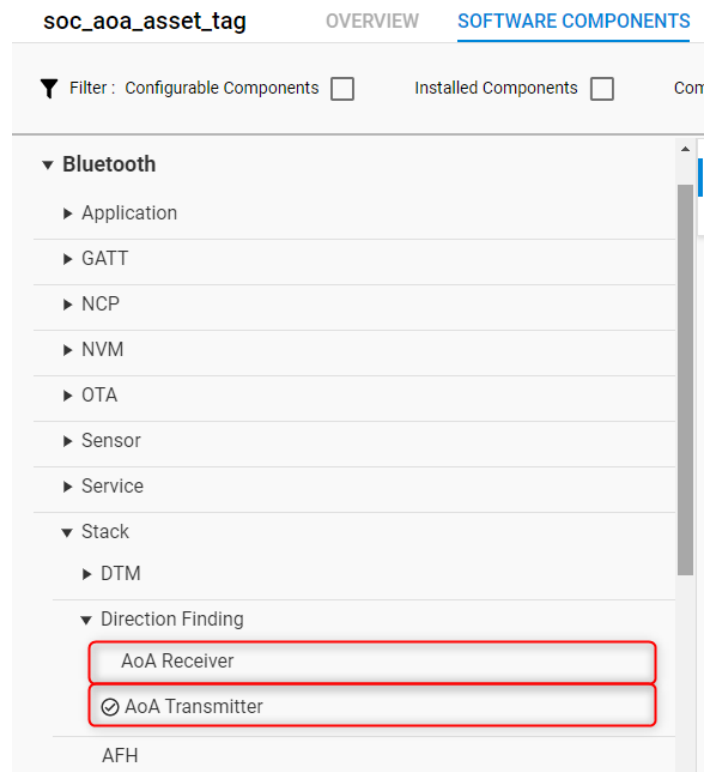 soc_aoa_asset_tag OVERVIEW SOFTWARE COMPONENTS
Filter : Configurable Components Installed Components Com
Bluetooth
Application
GATT
NCP
NVM
OTA
Sensor
Service
Stack
DTM
Direction Finding
AoA Receiver
AoA Transmitter
AFH